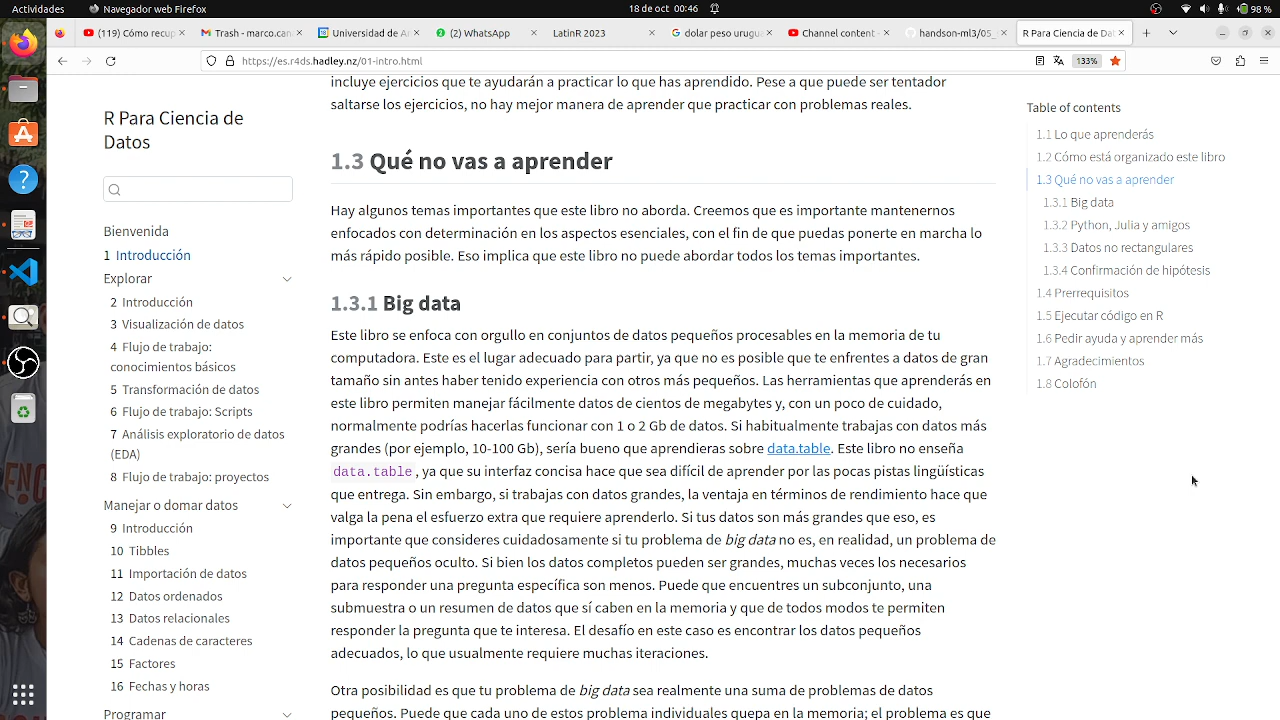 Actividades
Navegador web Firefox
18 de oct 00:46
98 %
(119) Cómo recup
Trash - marco.can
Universidad de Ar
(2) WhatsApp
LatinR 2023
dolar peso urugua
Channel content -
handson-ml3/05_
R Para Ciencia de Dat
https://es.r4ds.hadley.nz/01-intro.html
133%
R Para Ciencia de
Datos
Bienvenida
1 Introducción
Explorar
2 Introducción
3 Visualización de datos
4 Flujo de trabajo:
conocimientos básicos
5 Transformación de datos
6 Flujo de trabajo: Scripts
7 Análisis exploratorio de datos
(EDA)
8 Flujo de trabajo: proyectos
Manejar o domar datos
9 Introducción
10 Tibbles
11 Importación de datos
12 Datos ordenados
13 Datos relacionales
14 Cadenas de caracteres
15 Factores
16 Fechas y horas
Programar
incluye ejercicios que te ayudarán a practicar lo que has aprendido. Pese a que puede ser tentador
saltarse los ejercicios, no hay mejor manera de aprender que practicar con problemas reales.
1.3 Qué no vas a aprender
Hay algunos temas importantes que este libro no aborda. Creemos que es importante mantenernos
enfocados con determinación en los aspectos esenciales, con el fin de que puedas ponerte en marcha lo
más rápido posible. Eso implica que este libro no puede abordar todos los temas importantes.
1.3.1 Big data
Este libro se enfoca con orgullo en conjuntos de datos pequeños procesables en la memoria de tu
computadora. Este es el lugar adecuado para partir, ya que no es posible que te enfrentes a datos de gran
tamaño sin antes haber tenido experiencia con otros más pequeños. Las herramientas que aprenderás en
este libro permiten manejar fácilmente datos de cientos de megabytes y, con un poco de cuidado,
normalmente podrías hacerlas funcionar con 1 o 2 Gb de datos. Si habitualmente trabajas con datos más
grandes (por ejemplo, 10-100 Gb), sería bueno que aprendieras sobre data.table. Este libro no enseña
data.table, ya que su interfaz concisa hace que sea difícil de aprender por las pocas pistas lingüísticas
que entrega. Sin embargo, si trabajas con datos grandes, la ventaja en términos de rendimiento hace que
valga la pena el esfuerzo extra que requiere aprenderlo. Si tus datos son más grandes que eso, es
importante que consideres cuidadosamente si tu problema de big data no es, en realidad, un problema de
datos pequeños oculto. Si bien los datos completos pueden ser grandes, muchas veces los necesarios
para responder una pregunta específica son menos. Puede que encuentres un subconjunto, una
submuestra o un resumen de datos que sí caben en la memoria y que de todos modos te permiten
responder la pregunta que te interesa. El desafío en este caso es encontrar los datos pequeños
adecuados, lo que usualmente requiere muchas iteraciones.
Otra posibilidad es que tu problema de big data sea realmente una suma de problemas de datos
pequeños. Puede que cada uno de estos problema individuales quepa en la memoria; el problema es que
Table of contents
1.1 Lo que aprenderás
1.2 Cómo está organizado este libro
1.3 Qué no vas a aprender
1.3.1 Big data
1.3.2 Python, Julia y amigos
1.3.3 Datos no rectangulares
1.3.4 Confirmación de hipótesis
1.4 Prerrequisitos
1.5 Ejecutar código en R
1.6 Pedir ayuda y aprender más
1.7 Agradecimientos
1.8 Colofón